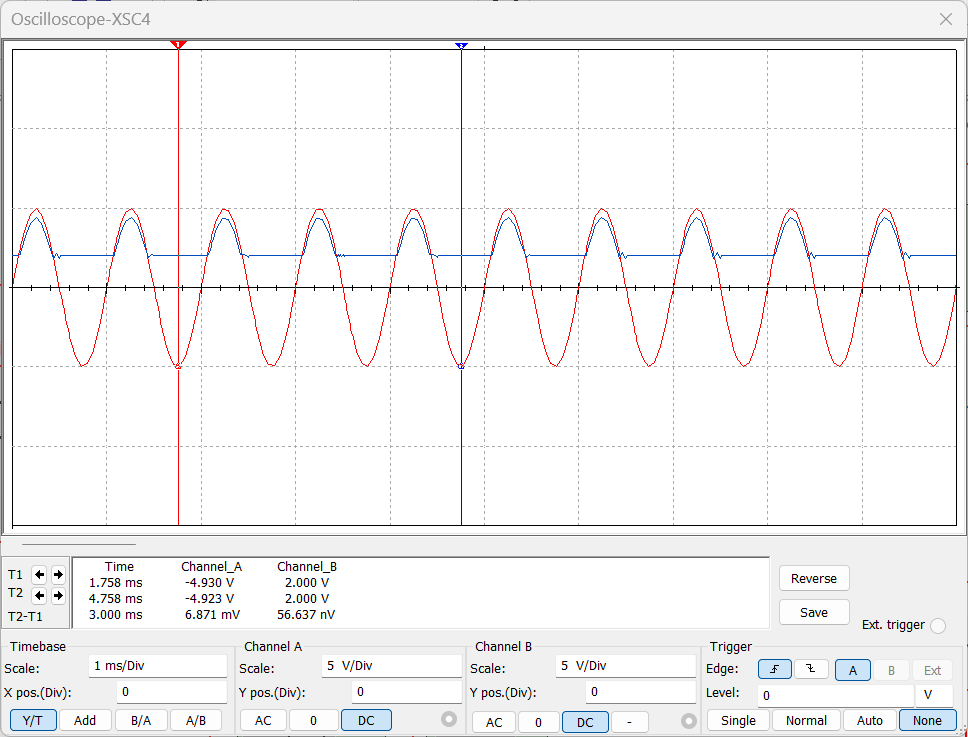 Oscilloscope-XSC4
1
2
Time Channel_A Channel_B
T1 1.758 ms -4.930 V 2.000 V
T2 4.758 ms -4.923 V 2.000 V
T2-T1 3.000 ms 6.871 mV 56.637 nV
Reverse
Save
Ext. trigger
Timebase
Scale: 1 ms/Div
X pos.(Div): 0
Y/T Add B/A A/B
Channel A
Scale: 5 V/Div
Y pos.(Div): 0
AC 0 DC
Channel B
Scale: 5 V/Div
Y pos.(Div): 0
AC 0 DC -
Trigger
Edge: A B Ext
Level: 0 V
Single Normal Auto None